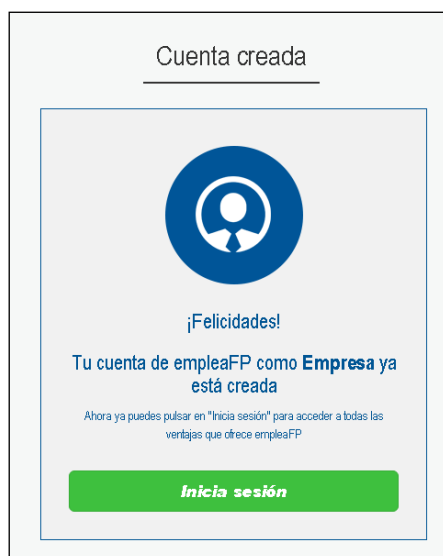 Cuenta creada
¡Felicidades!
Tu cuenta de empleaFP como Empresa ya
está creada
Ahora ya puedes pulsar en "Inicia sesión" para acceder a todas las
ventajas que ofrece empleaFP
Inicia sesión